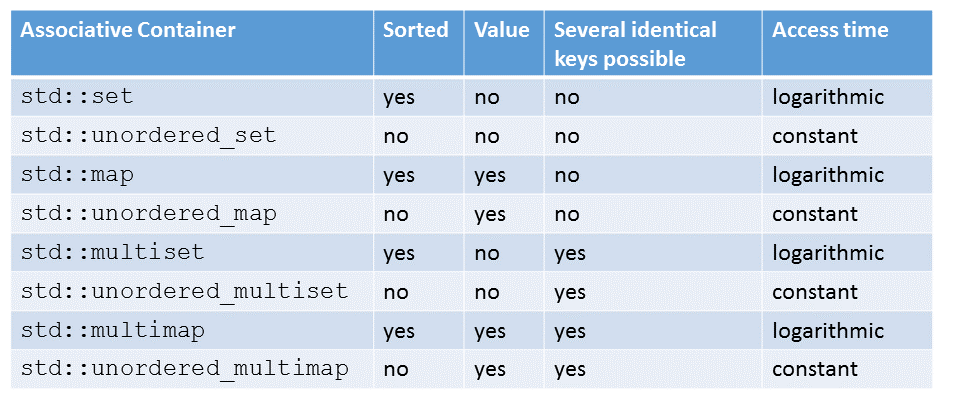 Associative Container Sorted Value Several identical keys possible Access time
std::set yes no no logarithmic
std::unordered_set no no no constant
std::map yes yes no logarithmic
std::unordered_map no yes no constant
std::multiset yes no yes logarithmic
std::unordered_multiset no no yes constant
std::multimap yes yes yes logarithmic
std::unordered_multimap no yes yes constant